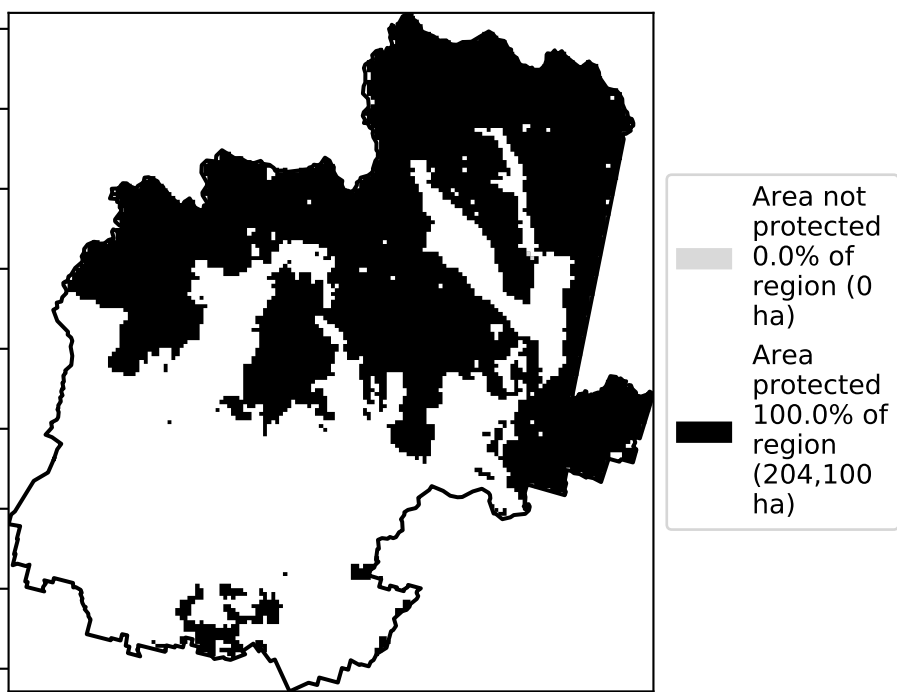 Area not
protected
0.0% of
region (0
ha)
Area
protected
100.0% of
region
(204,100
ha)